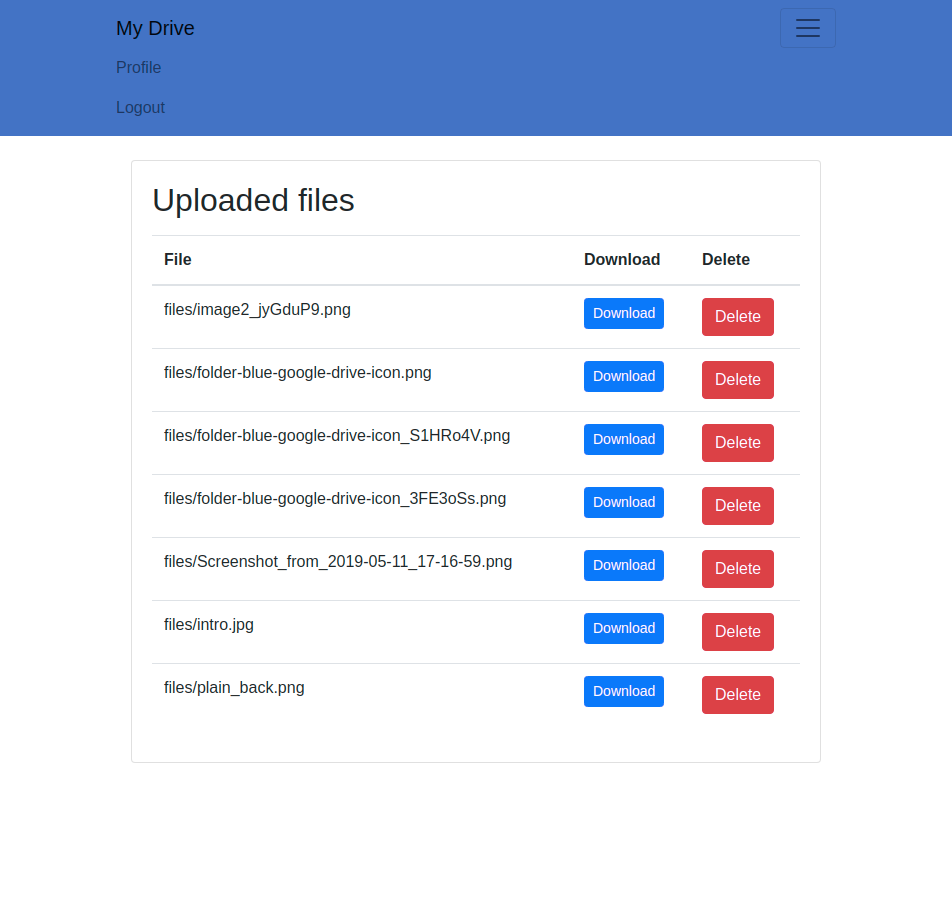 My Drive
Profile
Logout
Uploaded files
File Download Delete
files/image2_jyGduP9.png Download Delete
files/folder-blue-google-drive-icon.png Download Delete
files/folder-blue-google-drive-icon_S1HRo4V.png Download Delete
files/folder-blue-google-drive-icon_3FE3oSs.png Download Delete
files/Screenshot_from_2019-05-11_17-16-59.png Download Delete
files/intro.jpg Download Delete
files/plain_back.png Download Delete